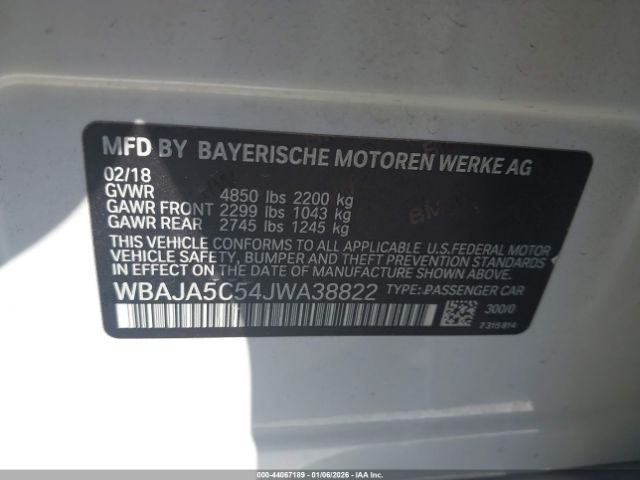 MFD BY BAYERISCHE MOTOREN WERKE AG
02/18
GVWR 4850 lbs 2200 kg
GAWR FRONT 2299 lbs 1043 kg
GAWR REAR 2745 lbs 1245 kg
THIS VEHICLE CONFORMS TO ALL APPLICABLE U.S.FEDERAL MOTOR
VEHICLE SAFETY, BUMPER AND THEFT PREVENTION STANDARDS IN
EFFECT ON THE DATE OF MANUFACTURE SHOWN ABOVE.
WBAJA5C54JWA38822 TYPE: PASSENGER CAR
300/0
7315814
00-44067189 - 01/06/2026 - IAA Inc.